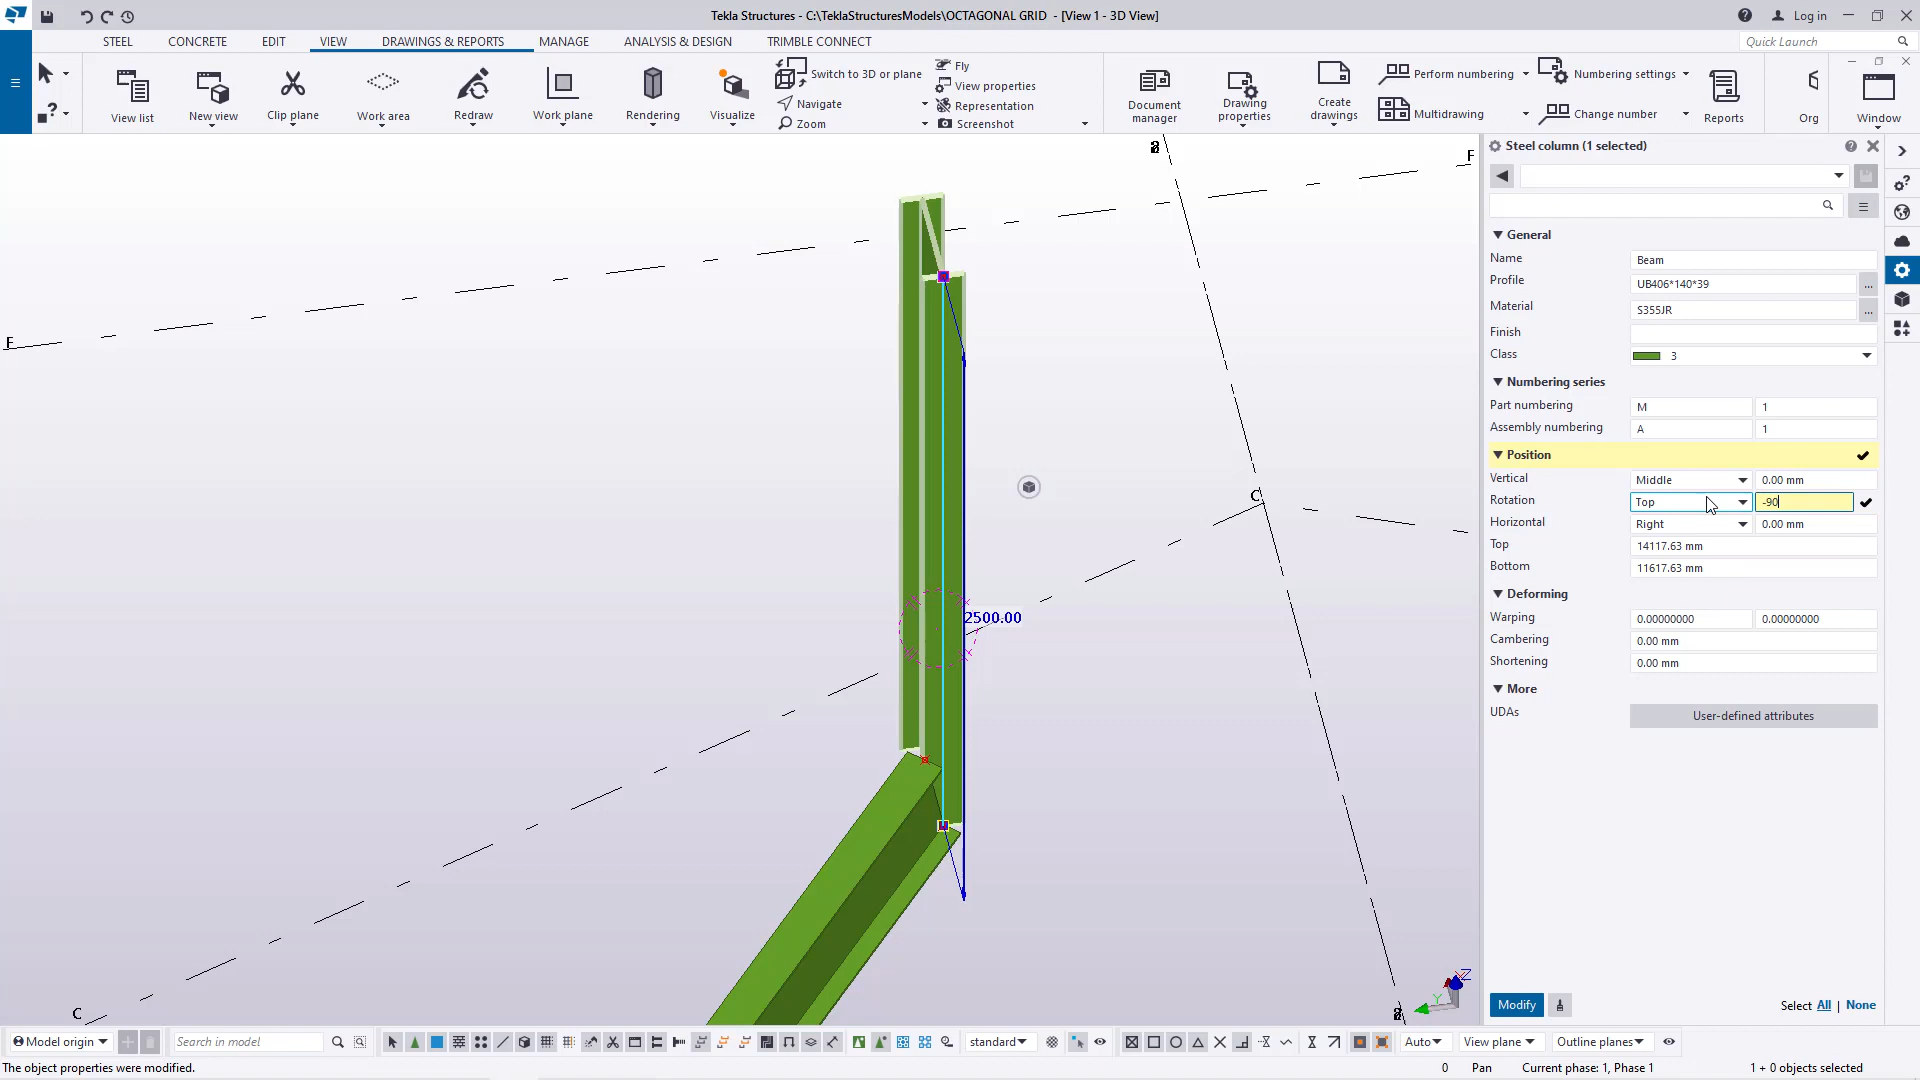 Tekla Structures - C:\TeklaStructuresModels\OCTAGONAL GRID - [View 1 - 3D View]
Log in
STEEL
CONCRETE
EDIT
VIEW
DRAWINGS & REPORTS
MANAGE
ANALYSIS & DESIGN
TRIMBLE CONNECT
Quick Launch
View list
New view
Clip plane
Work area
Redraw
Work plane
Rendering
Visualize
Switch to 3D or plane
Navigate
Zoom
Fly
View properties
Representation
Screenshot
Document manager
Drawing properties
Create drawings
Perform numbering
Multidrawing
Numbering settings
Change number
Reports
Org
Window
F
F
C
C
2500.00
Z
Y
Steel column (1 selected)
General
Name Beam
Profile UB406*140*39 ...
Material S355JR ...
Finish
Class 3
Numbering series
Part numbering M 1
Assembly numbering A 1
Position
Vertical Middle 0.00 mm
Rotation Top -90
Horizontal Right 0.00 mm
Top 14117.63 mm
Bottom 11617.63 mm
Deforming
Warping 0.00000000 0.00000000
Cambering 0.00 mm
Shortening 0.00 mm
More
UDAs User-defined attributes
Modify
Select All | None
Model origin
Search in model
standard
Auto
View plane
Outline planes
The object properties were modified.
0
Pan
Current phase: 1, Phase 1
1 + 0 objects selected